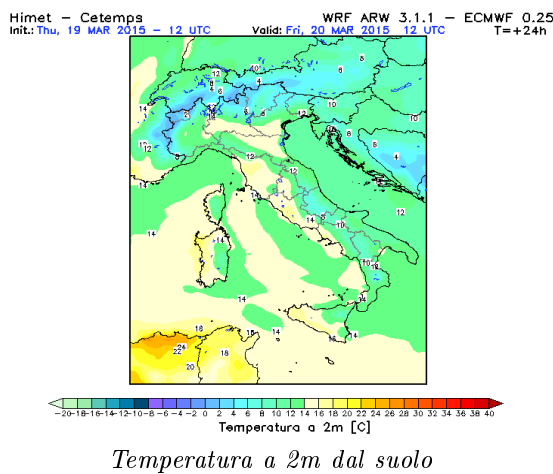 Himet – Cetemps WRF ARW 3.1.1 – ECMWF 0.25
Init.: Thu, 19 MAR 2015 – 12 UTC Valid: Fri, 20 MAR 2015 12 UTC T=+24h
-20-18-16-14-12-10-8 -6 -4 -2 0 2 4 6 8 10 12 14 16 18 20 22 24 26 28 30 32 34 36 38 40
Temperatura a 2m [C]
Temperatura a 2m dal suolo